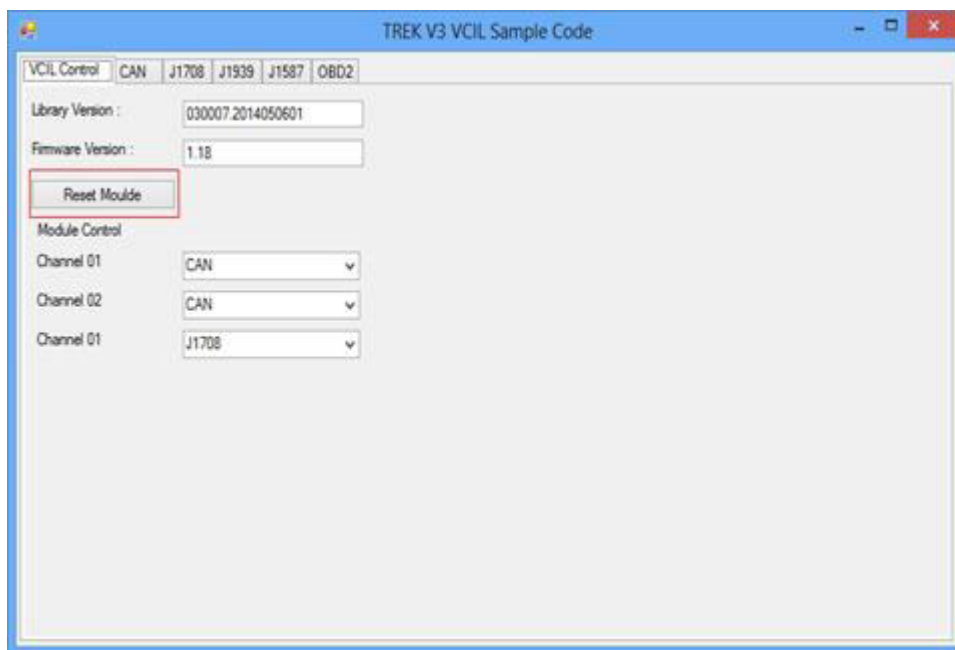 TREK V3 VCIL Sample Code
VCIL Control CAN J1708 J1939 J1587 OBD2
Library Version : 030007.2014050601
Firmware Version : 1.18
Reset Moulde
Module Control
Channel 01 CAN
Channel 02 CAN
Channel 01 J1708